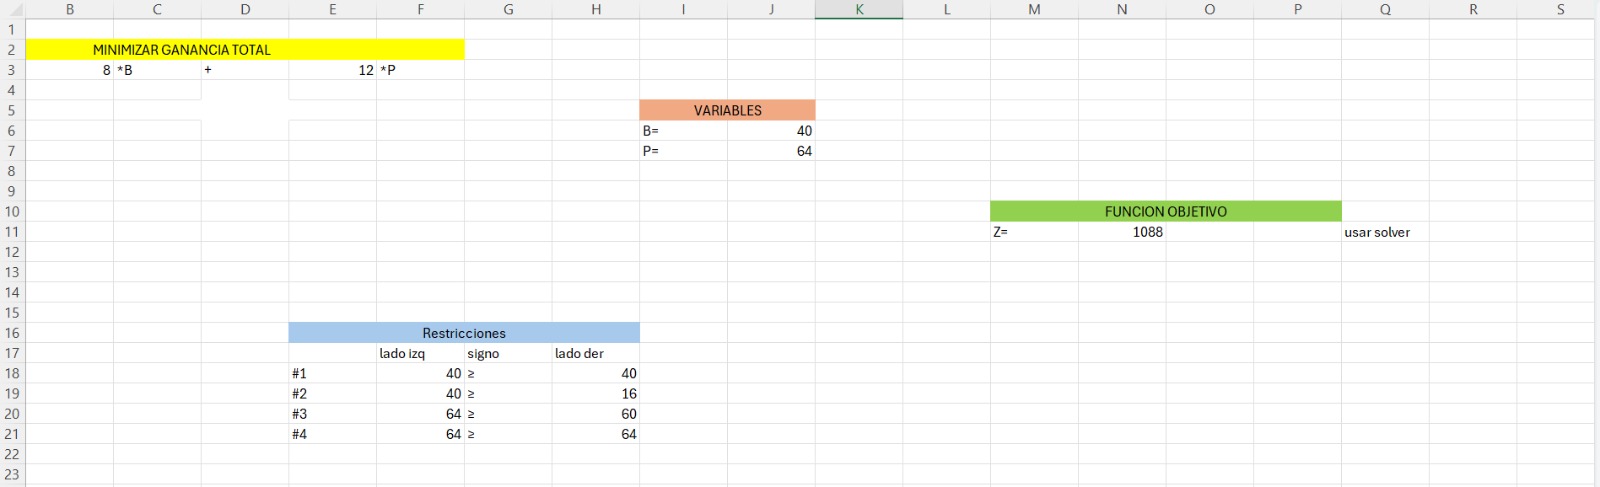 B C D E F G H I J K L M N O P Q R S
1
2 MINIMIZAR GANANCIA TOTAL
3 8 *B + 12 *P
4
5 VARIABLES
6 B= 40
7 P= 64
8
9
10 FUNCION OBJETIVO
11 Z= 1088 usar solver
12
13
14
15
16 Restricciones
17 lado izq signo lado der
18 #1 40 ≥ 40
19 #2 40 ≥ 16
20 #3 64 ≥ 60
21 #4 64 ≥ 64
22
23